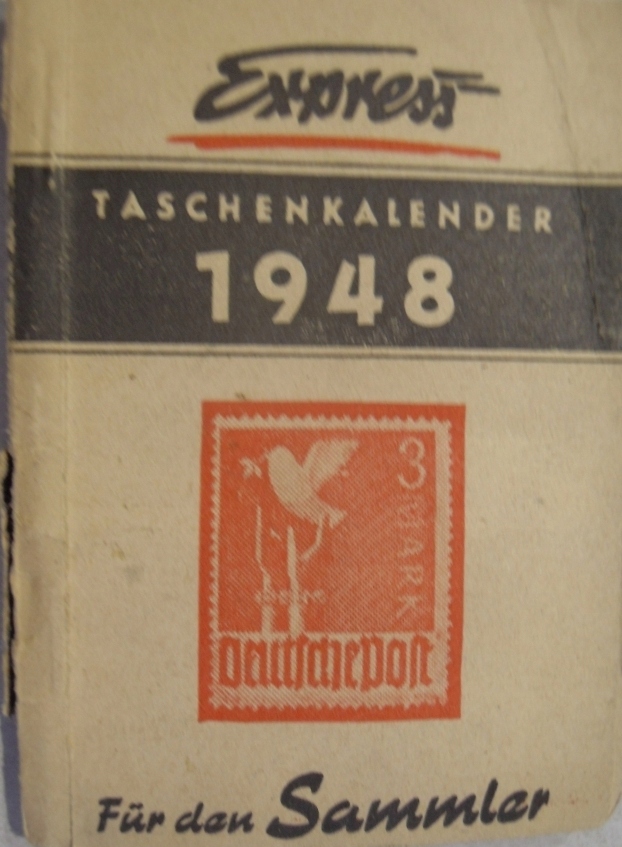 Express
TASCHENKALENDER
1948
3 MARK
Deutsche Post
Für den Sammler